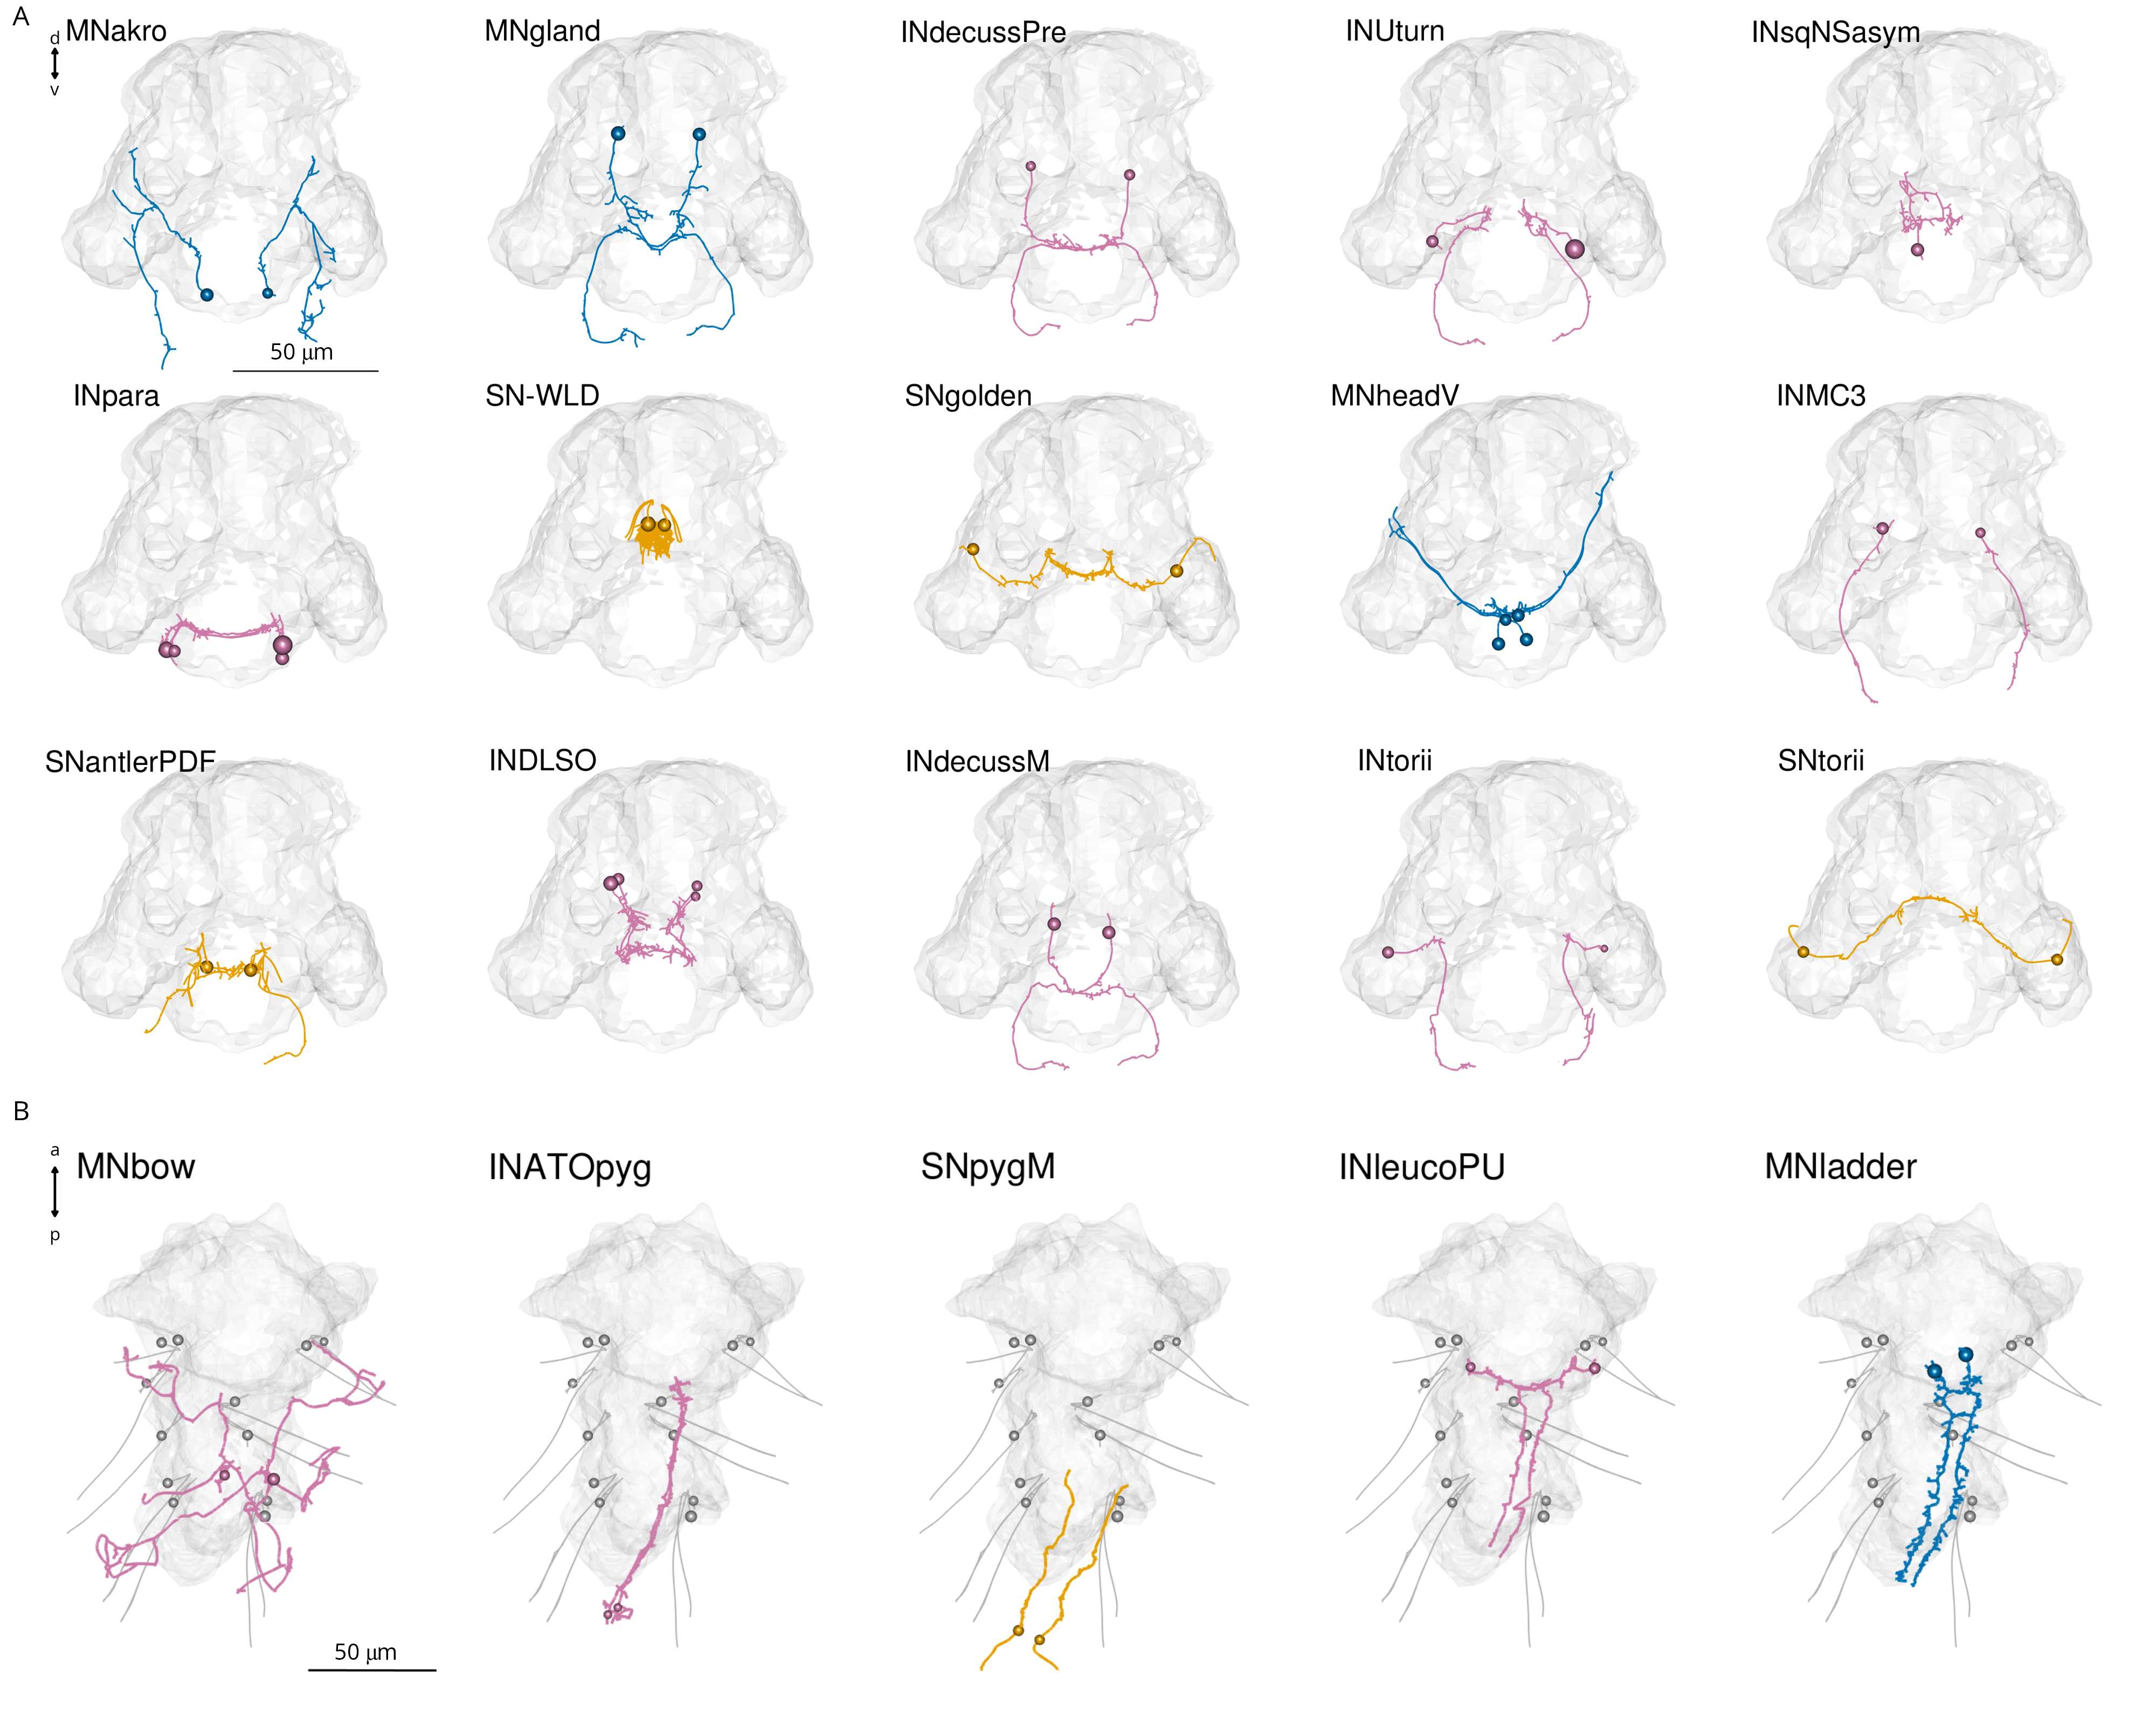 A
d
v
MNakro
MNgland
INdecussPre
INUturn
INsqNSasym
50 μm
INpara
SN-WLD
SNgolden
MNheadV
INMC3
SNantlerPDF
INDLSO
INdecussM
INtorii
SNtorii
B
a
p
MNbow
INATOpyg
SNpygM
INleucoPU
MNladder
50 μm